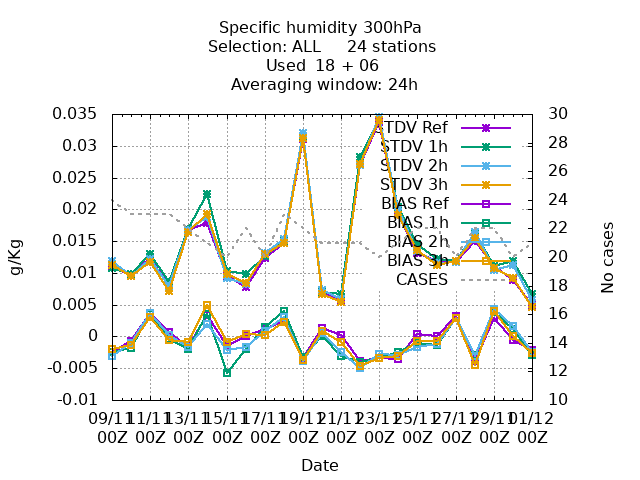 Specific humidity 300hPa
Selection: ALL 24 stations
Used 18 + 06
Averaging window: 24h
0.035
0.03
0.025
0.02
0.015
0.01
0.005
0
-0.005
-0.01
g/Kg
30
28
26
24
22
20
18
16
14
12
10
No cases
STDV Ref
STDV 1h
STDV 2h
STDV 3h
BIAS Ref
BIAS 1h
BIAS 2h
BIAS 3h
CASES
09/11 11/11 13/11 15/11 17/11 19/11 21/11 23/11 25/11 27/11 29/11 01/12
00Z 00Z 00Z 00Z 00Z 00Z 00Z 00Z 00Z 00Z 00Z 00Z
Date